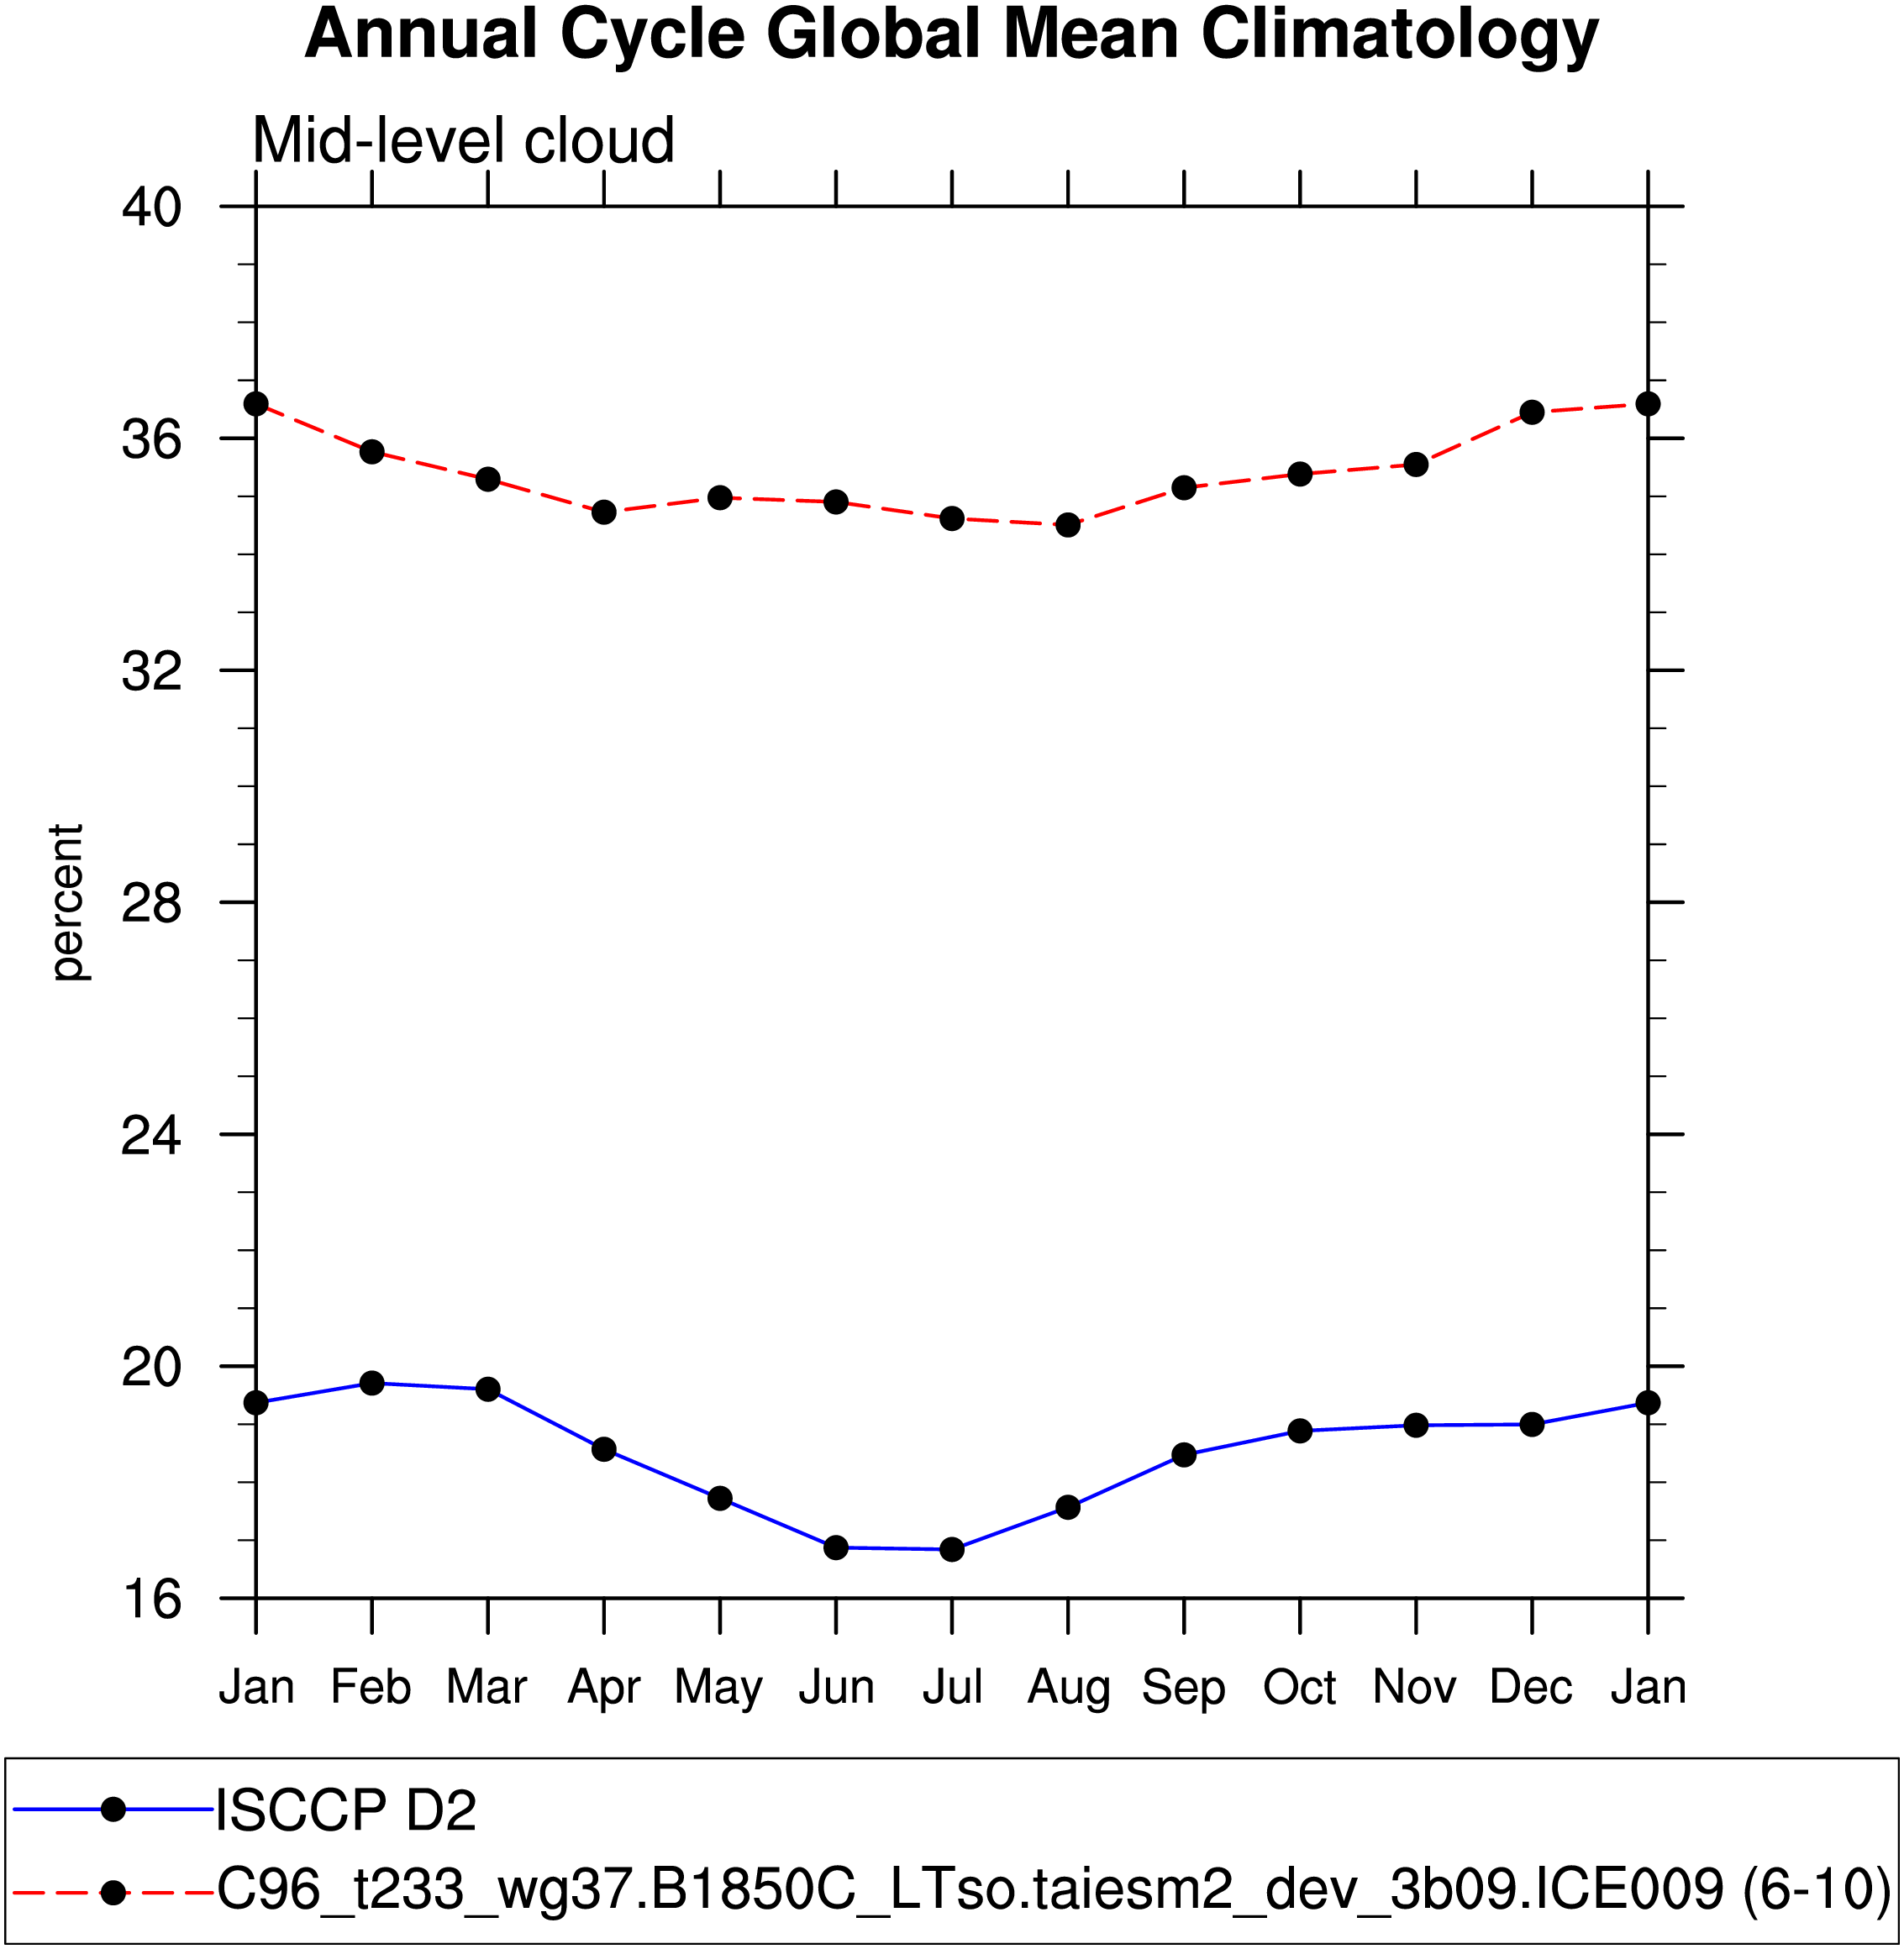 Annual Cycle Global Mean Climatology
Mid-level cloud
40
36
32
28
24
20
16
percent
Jan Feb Mar Apr May Jun Jul Aug Sep Oct Nov Dec Jan
ISCCP D2
C96_t233_wg37.B1850C_LTso.taiesm2_dev_3b09.ICE009 (6-10)